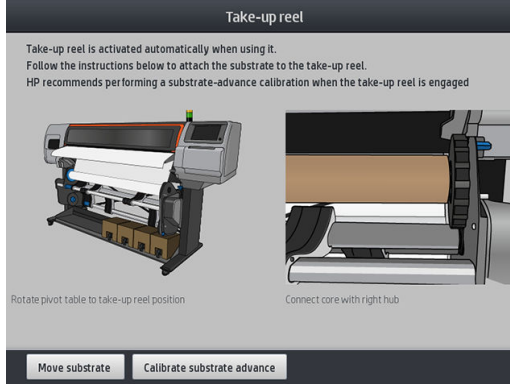 Take-up reel
Take-up reel is activated automatically when using it.
Follow the instructions below to attach the substrate to the take-up reel.
HP recommends performing a substrate-advance calibration when the take-up reel is engaged
Rotate pivot table to take-up reel position
Connect core with right hub
Move substrate
Calibrate substrate advance